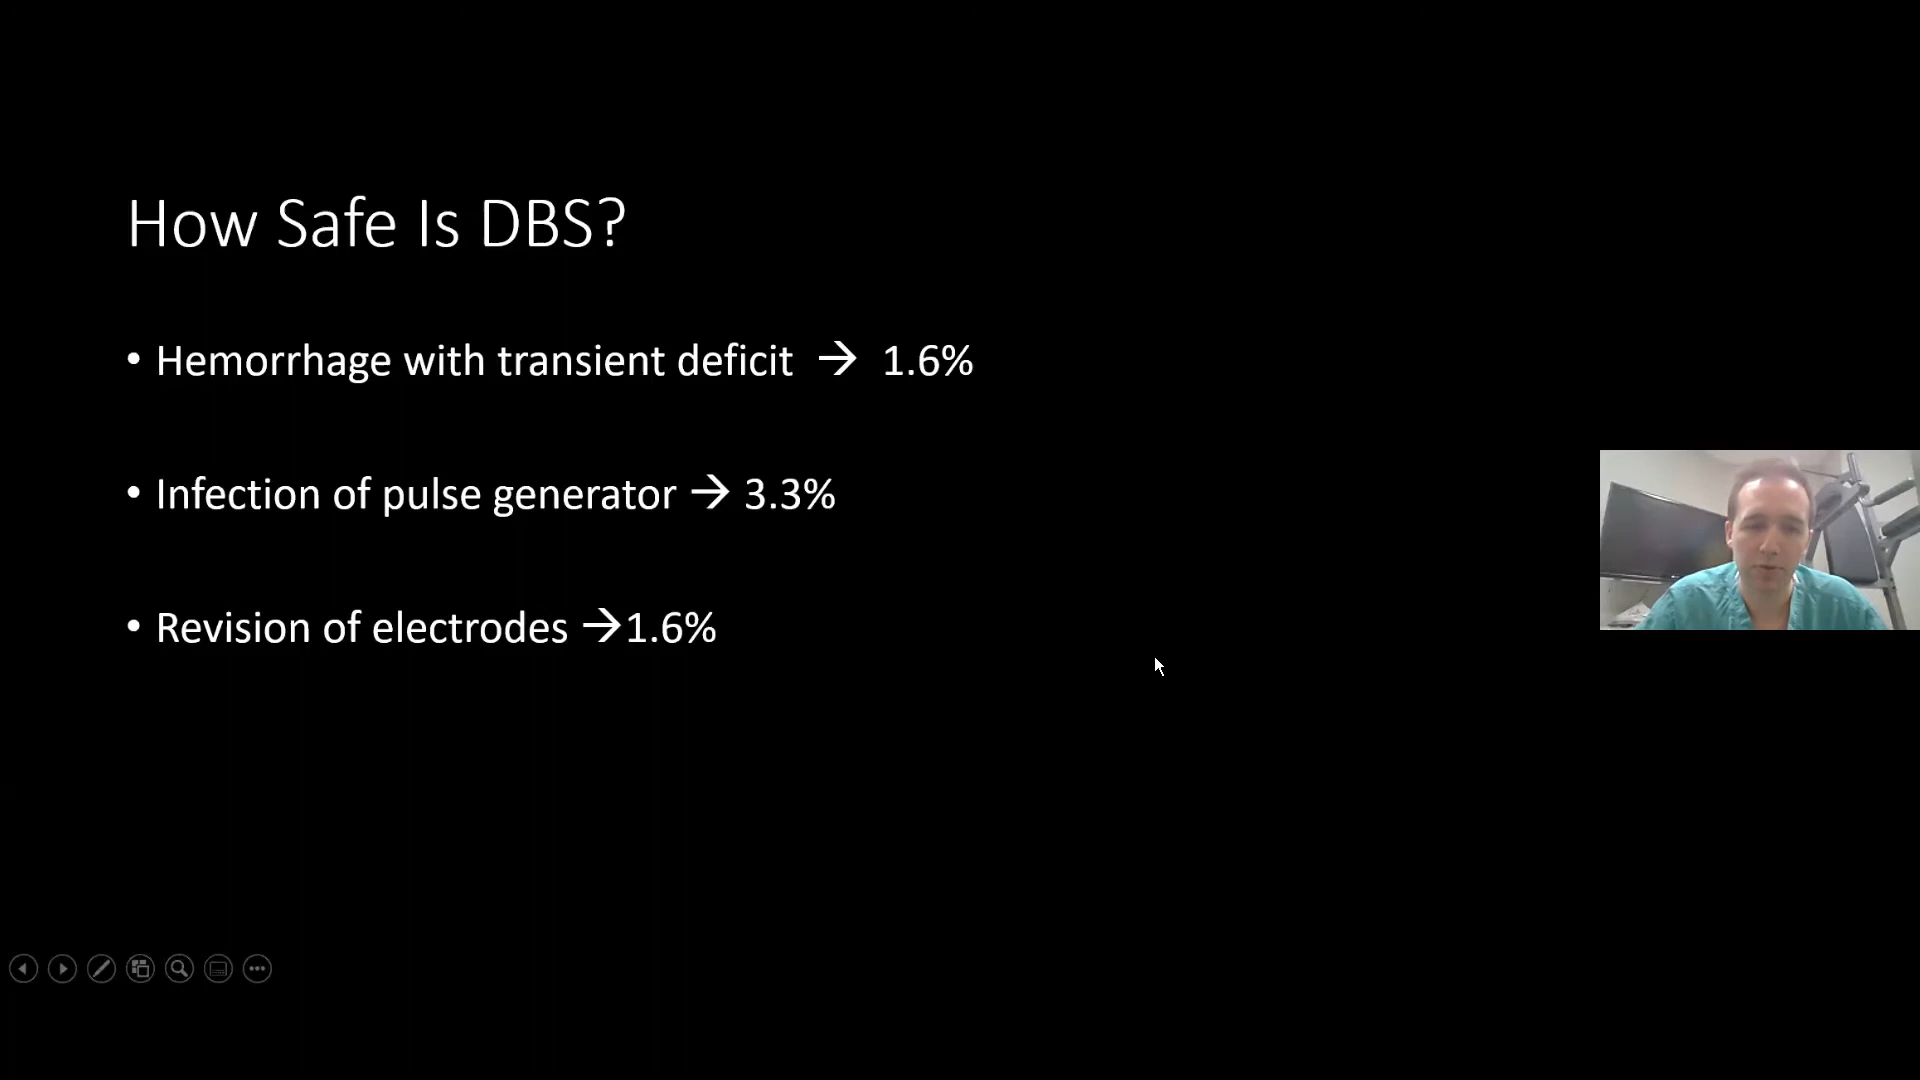 How Safe Is DBS?
• Hemorrhage with transient deficit → 1.6%
• Infection of pulse generator → 3.3%
• Revision of electrodes →1.6%